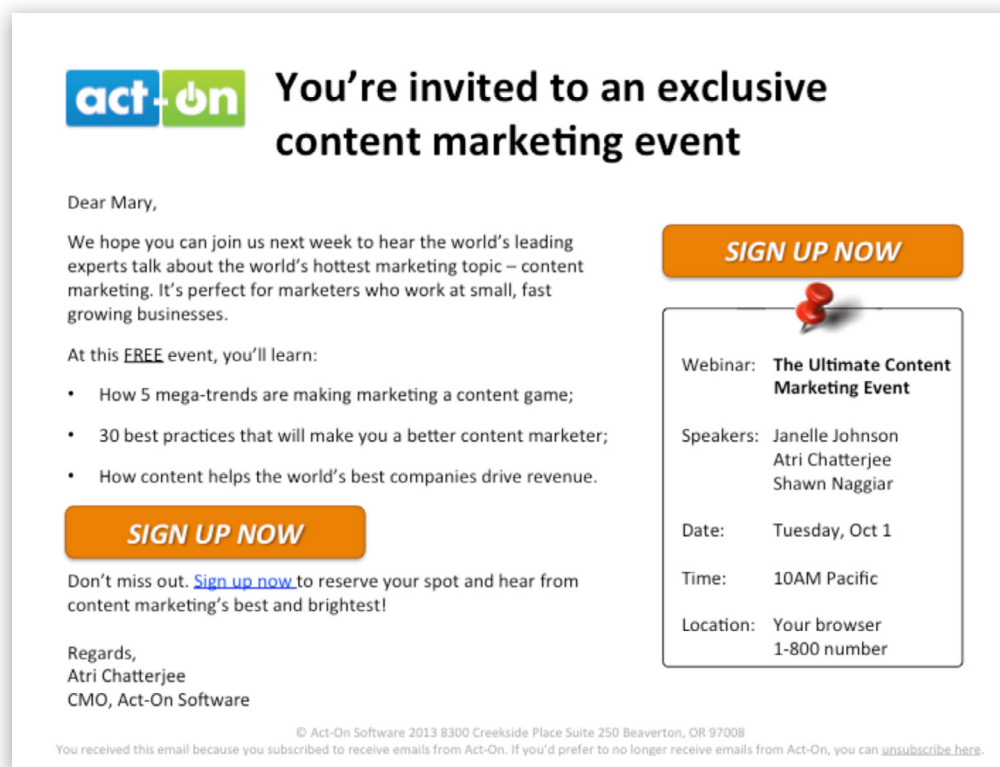 act-on
You're invited to an exclusive
content marketing event
Dear Mary,
We hope you can join us next week to hear the world's leading
experts talk about the world's hottest marketing topic – content
marketing. It's perfect for marketers who work at small, fast
growing businesses.
At this FREE event, you'll learn:
• How 5 mega-trends are making marketing a content game;
• 30 best practices that will make you a better content marketer;
• How content helps the world's best companies drive revenue.
SIGN UP NOW
Don't miss out. Sign up now to reserve your spot and hear from
content marketing's best and brightest!
Regards,
Atri Chatterjee
CMO, Act-On Software
SIGN UP NOW
Webinar: The Ultimate Content
Marketing Event
Speakers: Janelle Johnson
Atri Chatterjee
Shawn Naggiar
Date: Tuesday, Oct 1
Time: 10AM Pacific
Location: Your browser
1-800 number
© Act-On Software 2013 8300 Creekside Place Suite 250 Beaverton, OR 97008
You received this email because you subscribed to receive emails from Act-On. If you'd prefer to no longer receive emails from Act-On, you can unsubscribe here.